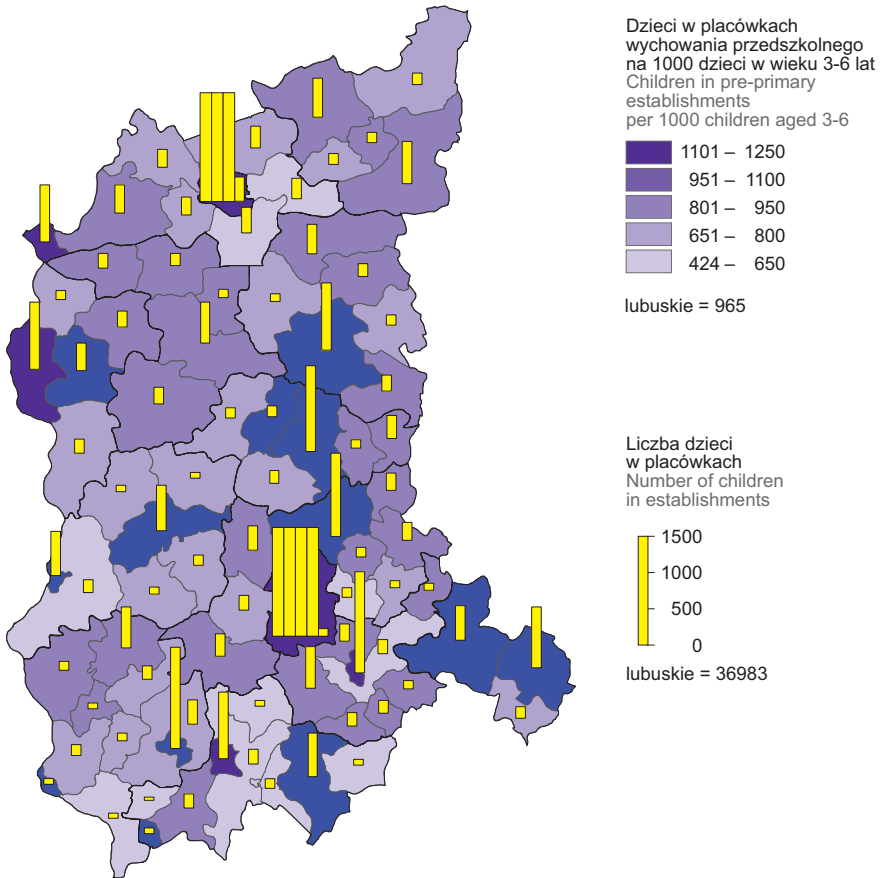 Dzieci w placówkach
wychowania przedszkolnego
na 1000 dzieci w wieku 3-6 lat
Children in pre-primary
establishments
per 1000 children aged 3-6
1101 – 1250
951 – 1100
801 – 950
651 – 800
424 – 650
lubuskie = 965
Liczba dzieci
w placówkach
Number of children
in establishments
1500
1000
500
0
lubuskie = 36983